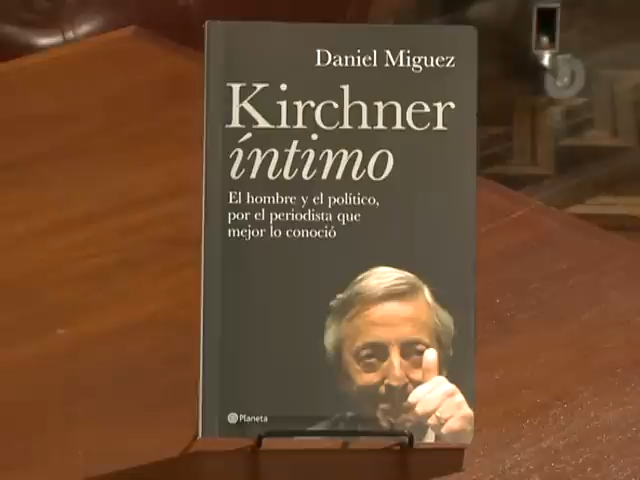 Daniel Miguez
Kirchner
íntimo
El hombre y el político,
por el periodista que
mejor lo conoció
Planeta